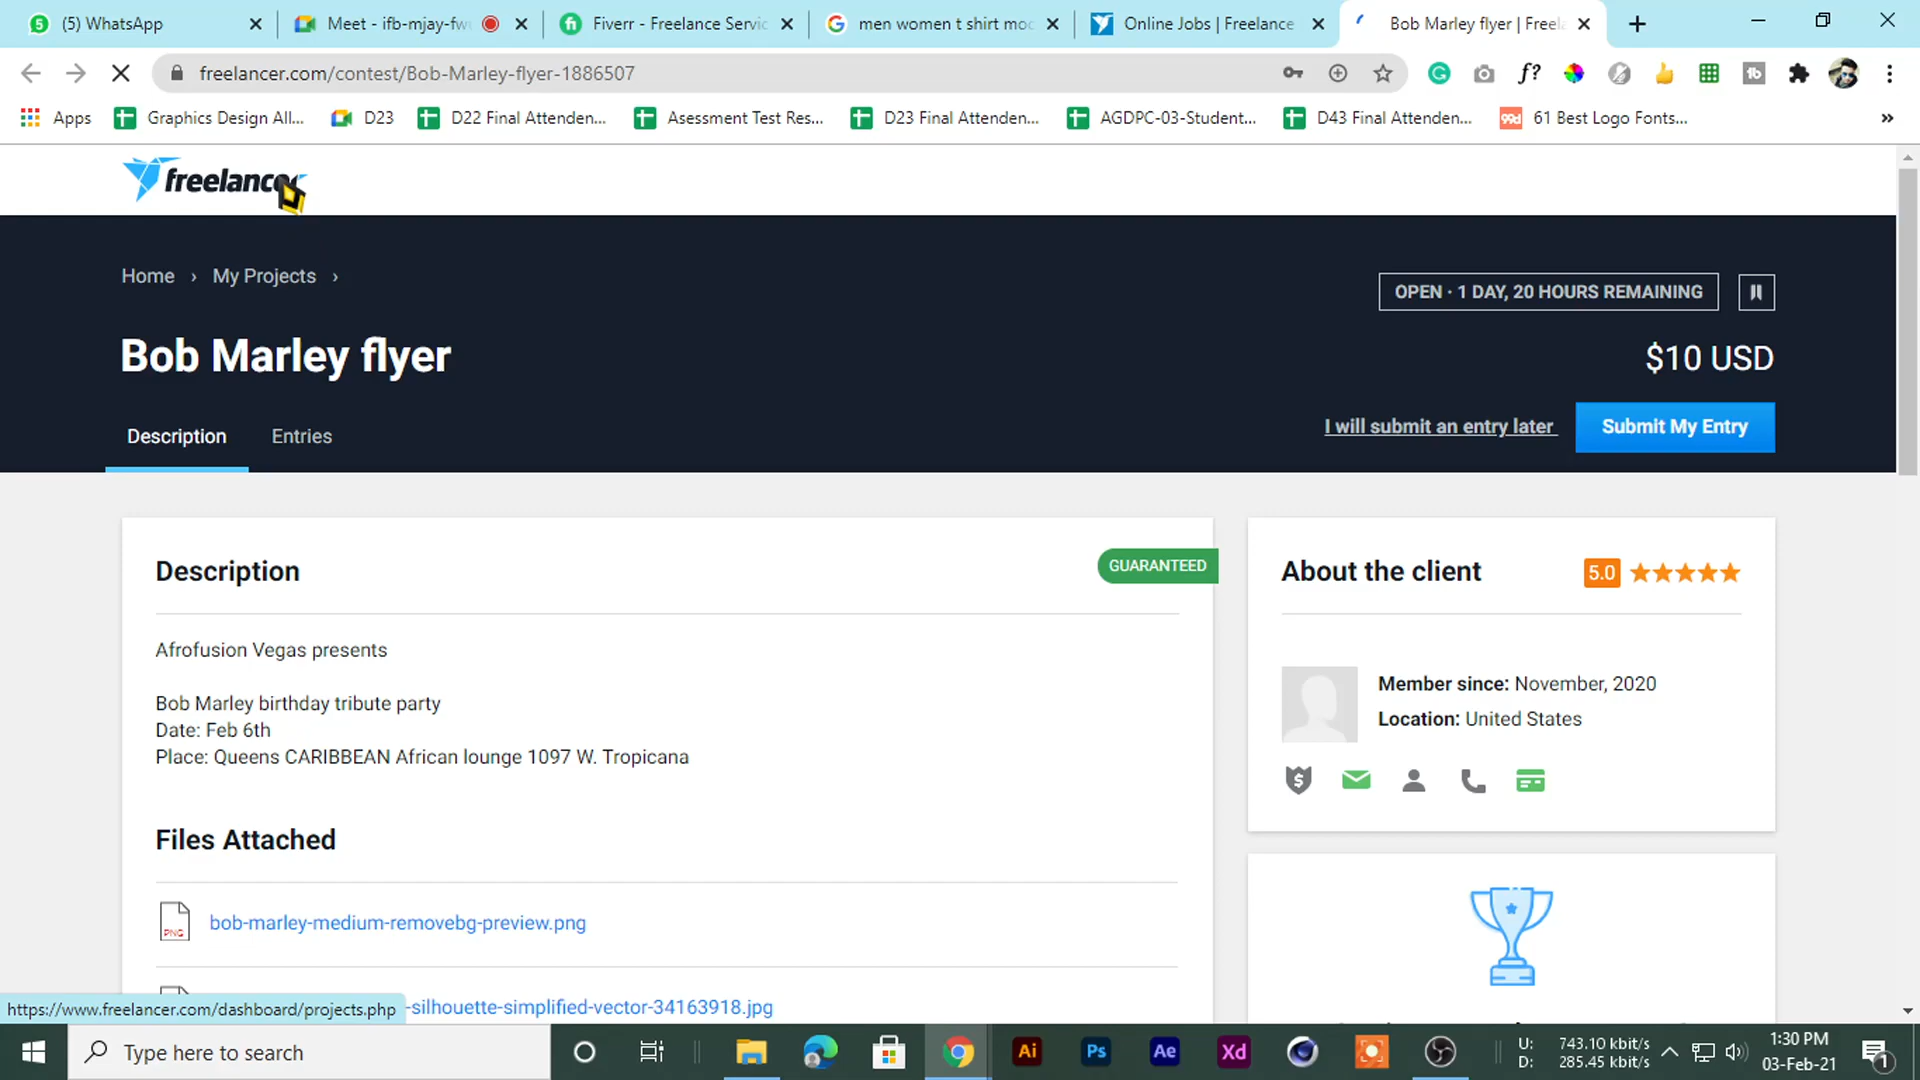 (5) WhatsApp
Meet - ifb-mjay-fwu
Fiverr - Freelance Servic
men women t shirt moc
Online Jobs | Freelance
Bob Marley flyer | Freela
freelancer.com/contest/Bob-Marley-flyer-1886507
f?
Apps
Graphics Design All...
D23
D22 Final Attenden...
Asessment Test Res...
D23 Final Attenden...
AGDPC-03-Student...
D43 Final Attenden...
99d
61 Best Logo Fonts...
»
freelancer
Home › My Projects ›
OPEN · 1 DAY, 20 HOURS REMAINING
Bob Marley flyer
$10 USD
Description
Entries
I will submit an entry later
Submit My Entry
Description
GUARANTEED
Afrofusion Vegas presents
Bob Marley birthday tribute party
Date: Feb 6th
Place: Queens CARIBBEAN African lounge 1097 W. Tropicana
Files Attached
PNG
bob-marley-medium-removebg-preview.png
-silhouette-simplified-vector-34163918.jpg
About the client
5.0
Member since: November, 2020
Location: United States
https://www.freelancer.com/dashboard/projects.php
Type here to search
Ai
Ps
Ae
Xd
U: 743.10 kbit/s
D: 285.45 kbit/s
1:30 PM
03-Feb-21
1